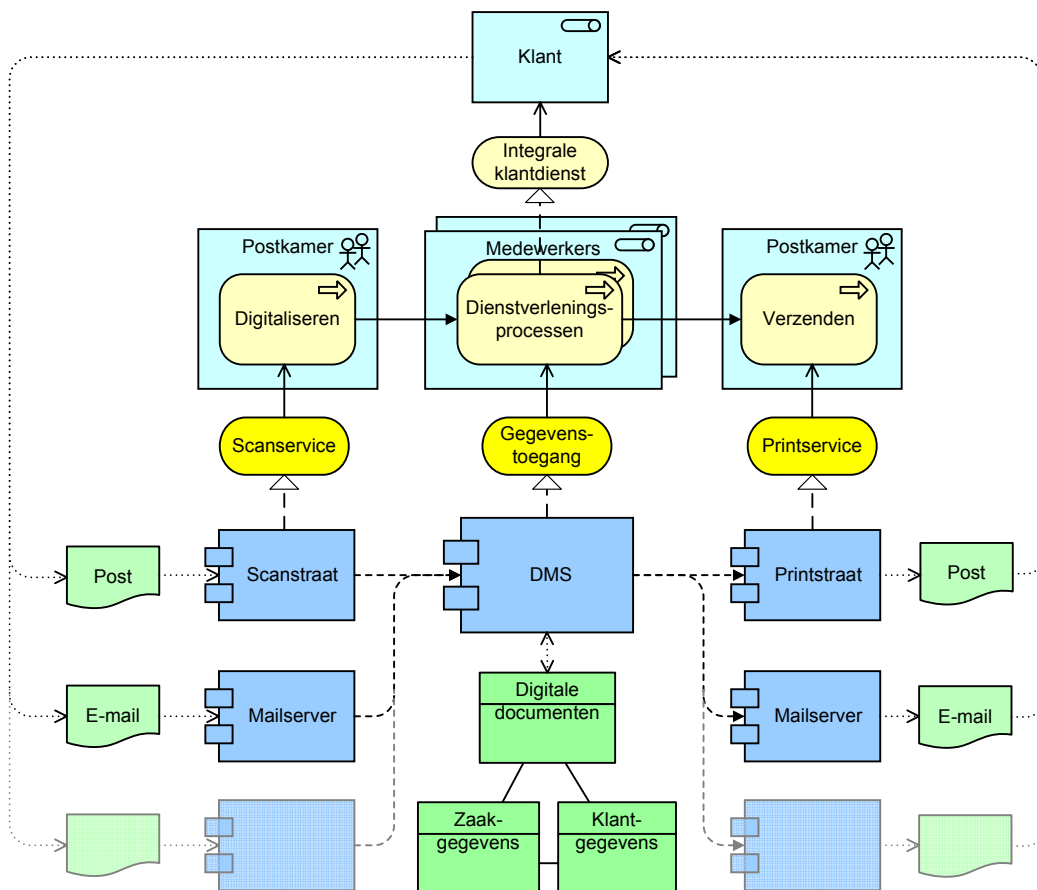 Klant
Integrale
klantdienst
Postkamer
Medewerkers
Postkamer
Digitaliseren
Dienstverlenings-
processen
Verzenden
Scanservice
Gegevens-
toegang
Printservice
Post
Scanstraat
DMS
Printstraat
Post
E-mail
Mailserver
Digitale
documenten
Mailserver
E-mail
Zaak-
gegevens
Klant-
gegevens